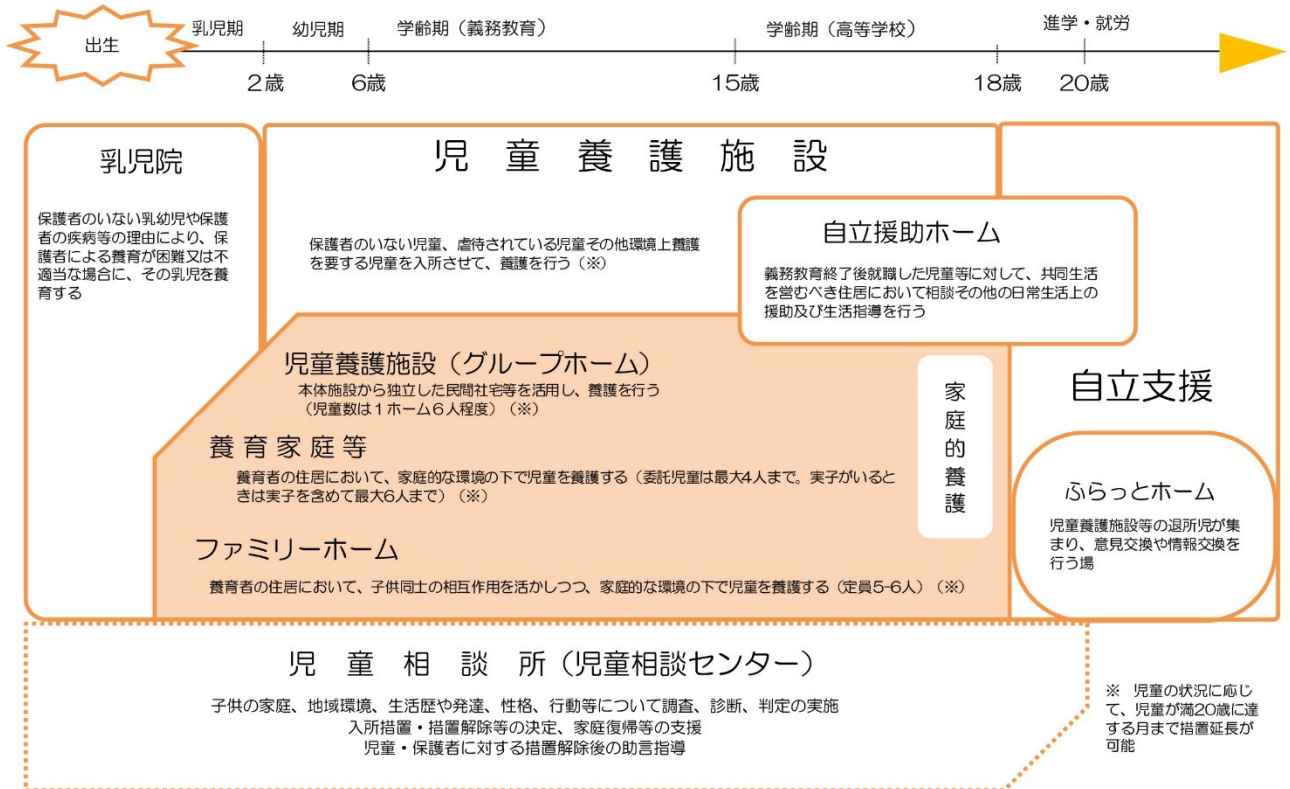 出生
乳児期
幼児期
学齢期（義務教育）
学齢期（高等学校）
進学・就労
2歳
6歳
15歳
18歳
20歳
乳児院
保護者のいない乳幼児や保護
者の疾病等の理由により、保
護者による養育が困難又は不
適当な場合に、その乳児を養
育する
児童養護施設
保護者のいない児童、虐待されている児童その他環境上養護
を要する児童を入所させて、養護を行う（※）
自立援助ホーム
義務教育終了後就職した児童等に対して、共同生活
を営むべき住居において相談その他の日常生活上の
援助及び生活指導を行う
児童養護施設（グループホーム）
本体施設から独立した民間社宅等を活用し、養護を行う
（児童数は１ホーム６人程度）（※）
養育家庭等
養育者の住居において、家庭的な環境の下で児童を養護する（委託児童は最大4人まで。実子がいると
きは実子を含めて最大6人まで）（※）
ファミリーホーム
養育者の住居において、子供同士の相互作用を活かしつつ、家庭的な環境の下で児童を養護する（定員5-6人）（※）
家庭的養護
自立支援
ふらっとホーム
児童養護施設等の退所児が集
まり、意見交換や情報交換を
行う場
児童相談所（児童相談センター）
子供の家庭、地域環境、生活歴や発達、性格、行動等について調査、診断、判定の実施
入所措置・措置解除等の決定、家庭復帰等の支援
児童・保護者に対する措置解除後の助言指導
※　児童の状況に応じ
て、児童が満20歳に達
する月まで措置延長が
可能